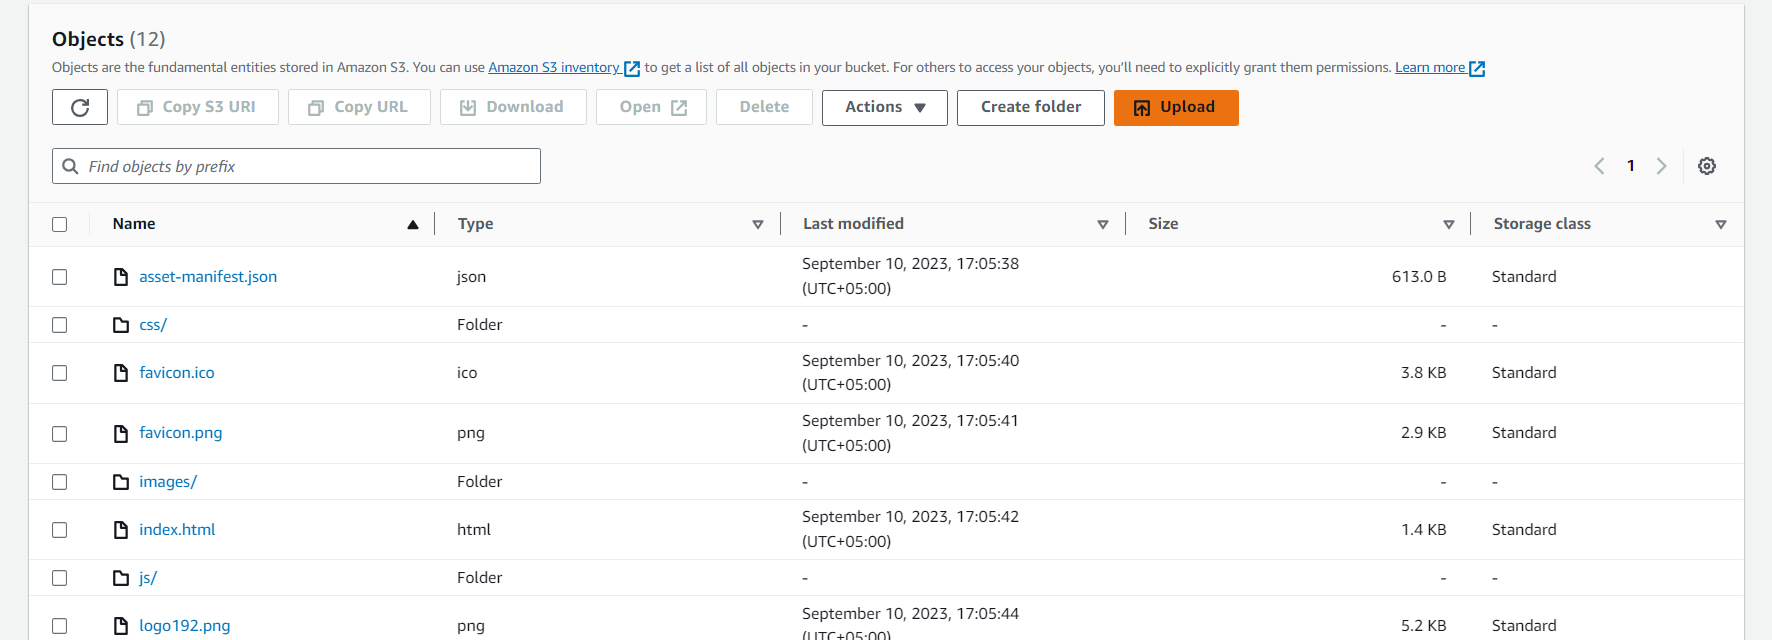 Objects (12)
Objects are the fundamental entities stored in Amazon S3. You can use Amazon S3 inventory to get a list of all objects in your bucket. For others to access your objects, you'll need to explicitly grant them permissions. Learn more
Copy S3 URI Copy URL Download Open Delete Actions Create folder Upload
Find objects by prefix 1
Name Type Last modified Size Storage class
asset-manifest.json json September 10, 2023, 17:05:38 (UTC+05:00) 613.0 B Standard
css/ Folder - - -
favicon.ico ico September 10, 2023, 17:05:40 (UTC+05:00) 3.8 KB Standard
favicon.png png September 10, 2023, 17:05:41 (UTC+05:00) 2.9 KB Standard
images/ Folder - - -
index.html html September 10, 2023, 17:05:42 (UTC+05:00) 1.4 KB Standard
js/ Folder - - -
logo192.png png September 10, 2023, 17:05:44 (UTC+05:00) 5.2 KB Standard